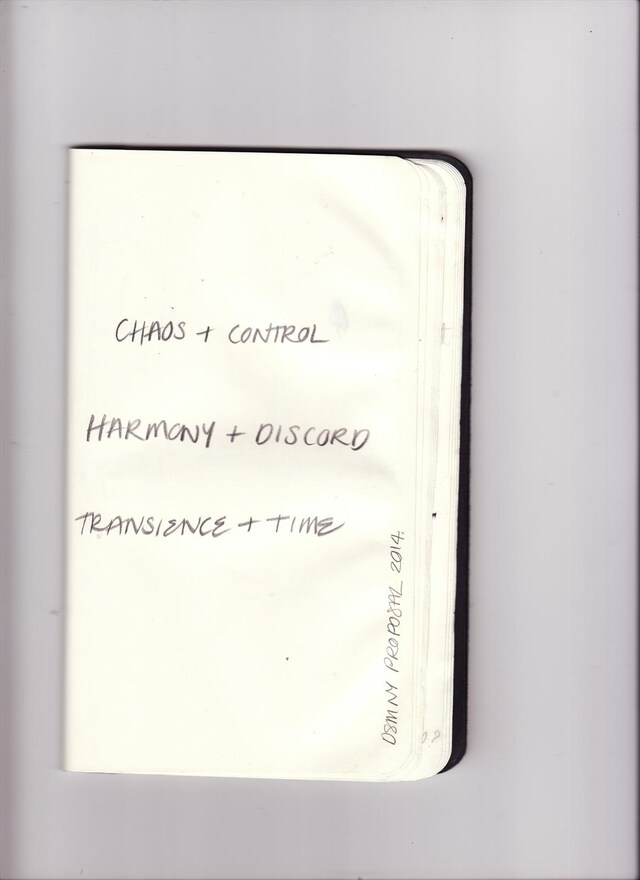 CHAOS + CONTROL
HARMONY + DISCORD
TRANSIENCE + TIME
DSMNY PROPOSAL 2014.